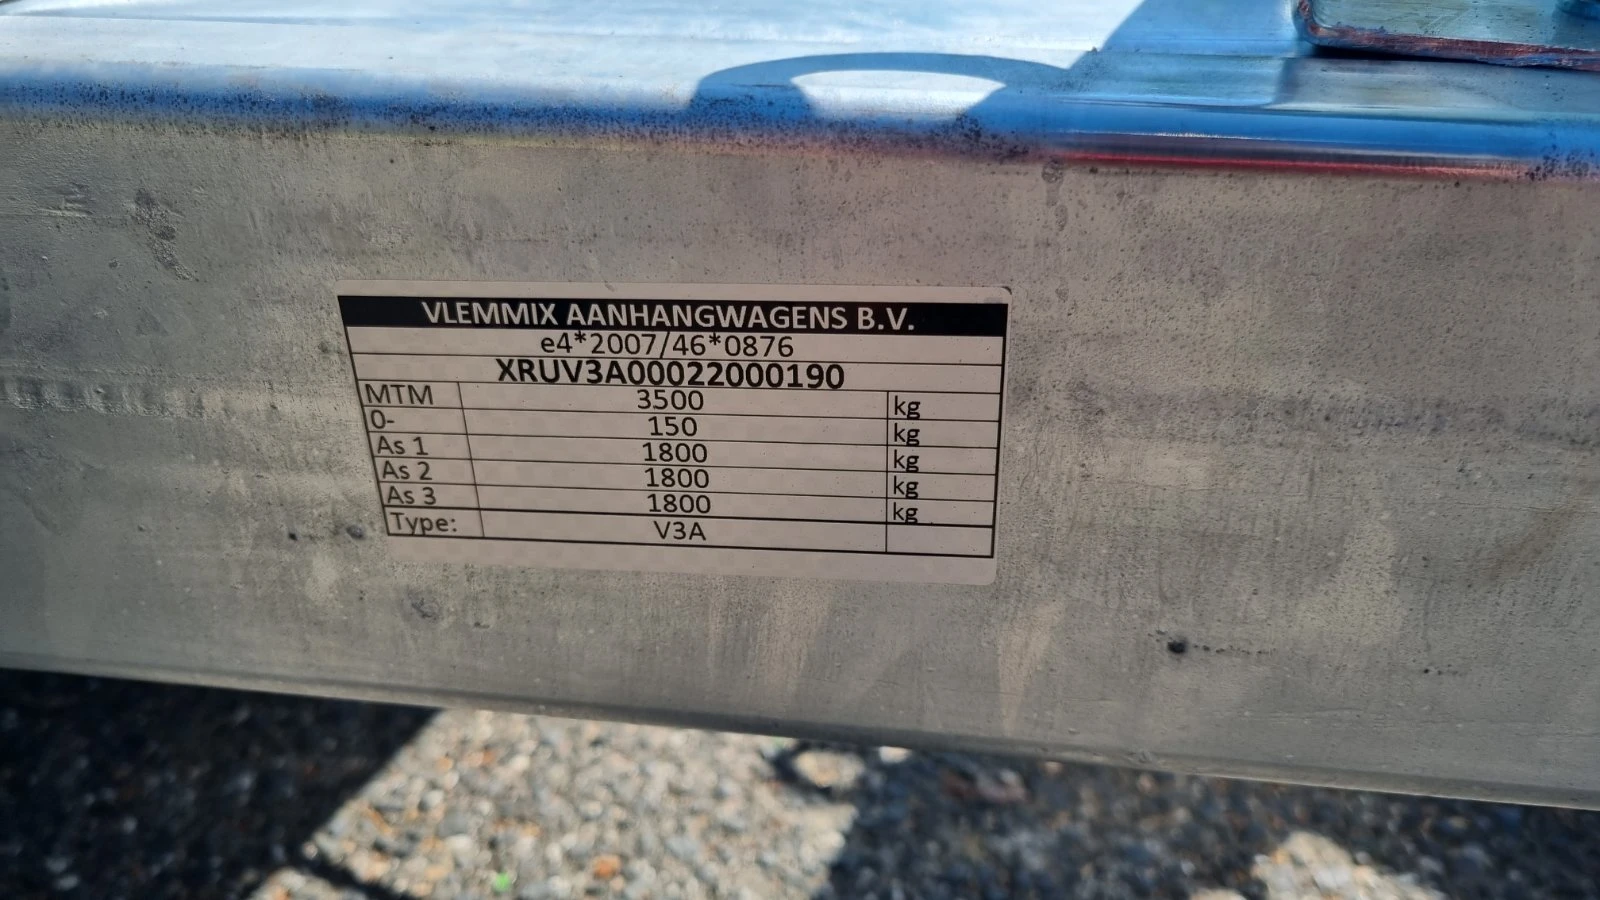 VLEMMIX AANHANGWAGENS B.V.
e4*2007/46*0876
XRUV3A00022000190
MTM 3500 kg
0- 150 kg
As 1 1800 kg
As 2 1800 kg
As 3 1800 kg
Type: V3A